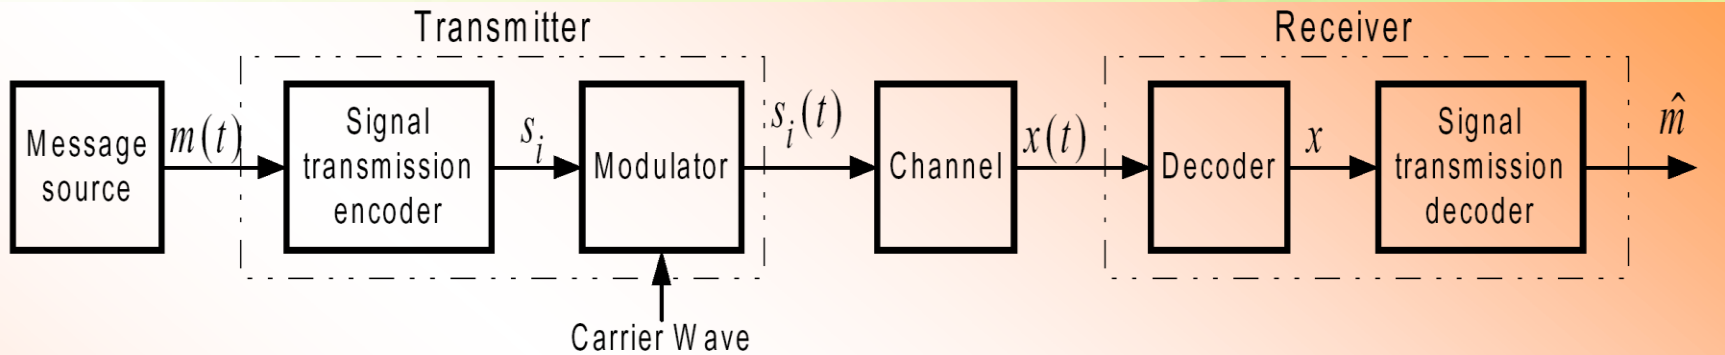 Transmitter
Receiver
Message
source
m(t)
Signal
transmission
encoder
s_i
Modulator
s_i(t)
Channel
x(t)
Decoder
x
Signal
transmission
decoder
m̂
Carrier Wave